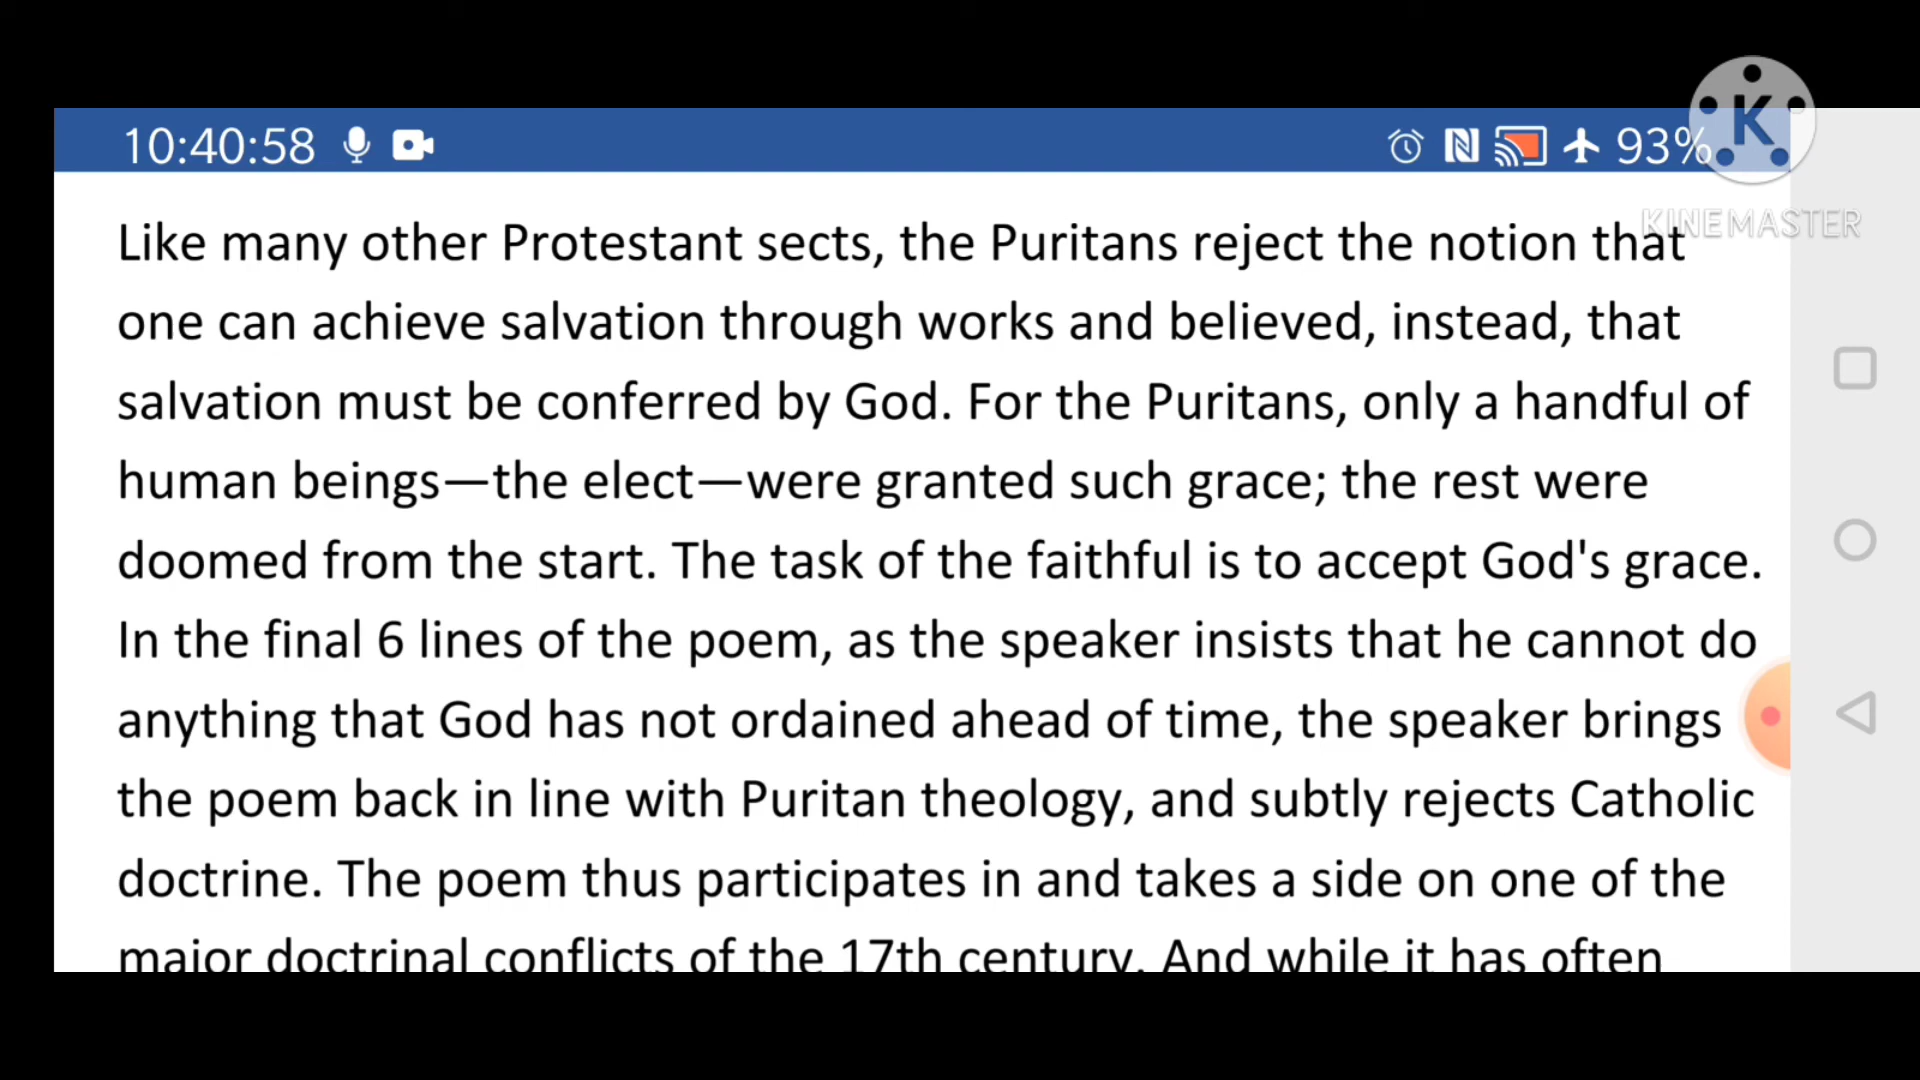 10:40:58 93%
K
KINEMASTER
Like many other Protestant sects, the Puritans reject the notion that
one can achieve salvation through works and believed, instead, that
salvation must be conferred by God. For the Puritans, only a handful of
human beings—the elect—were granted such grace; the rest were
doomed from the start. The task of the faithful is to accept God's grace.
In the final 6 lines of the poem, as the speaker insists that he cannot do
anything that God has not ordained ahead of time, the speaker brings
the poem back in line with Puritan theology, and subtly rejects Catholic
doctrine. The poem thus participates in and takes a side on one of the
major doctrinal conflicts of the 17th century. And while it has often